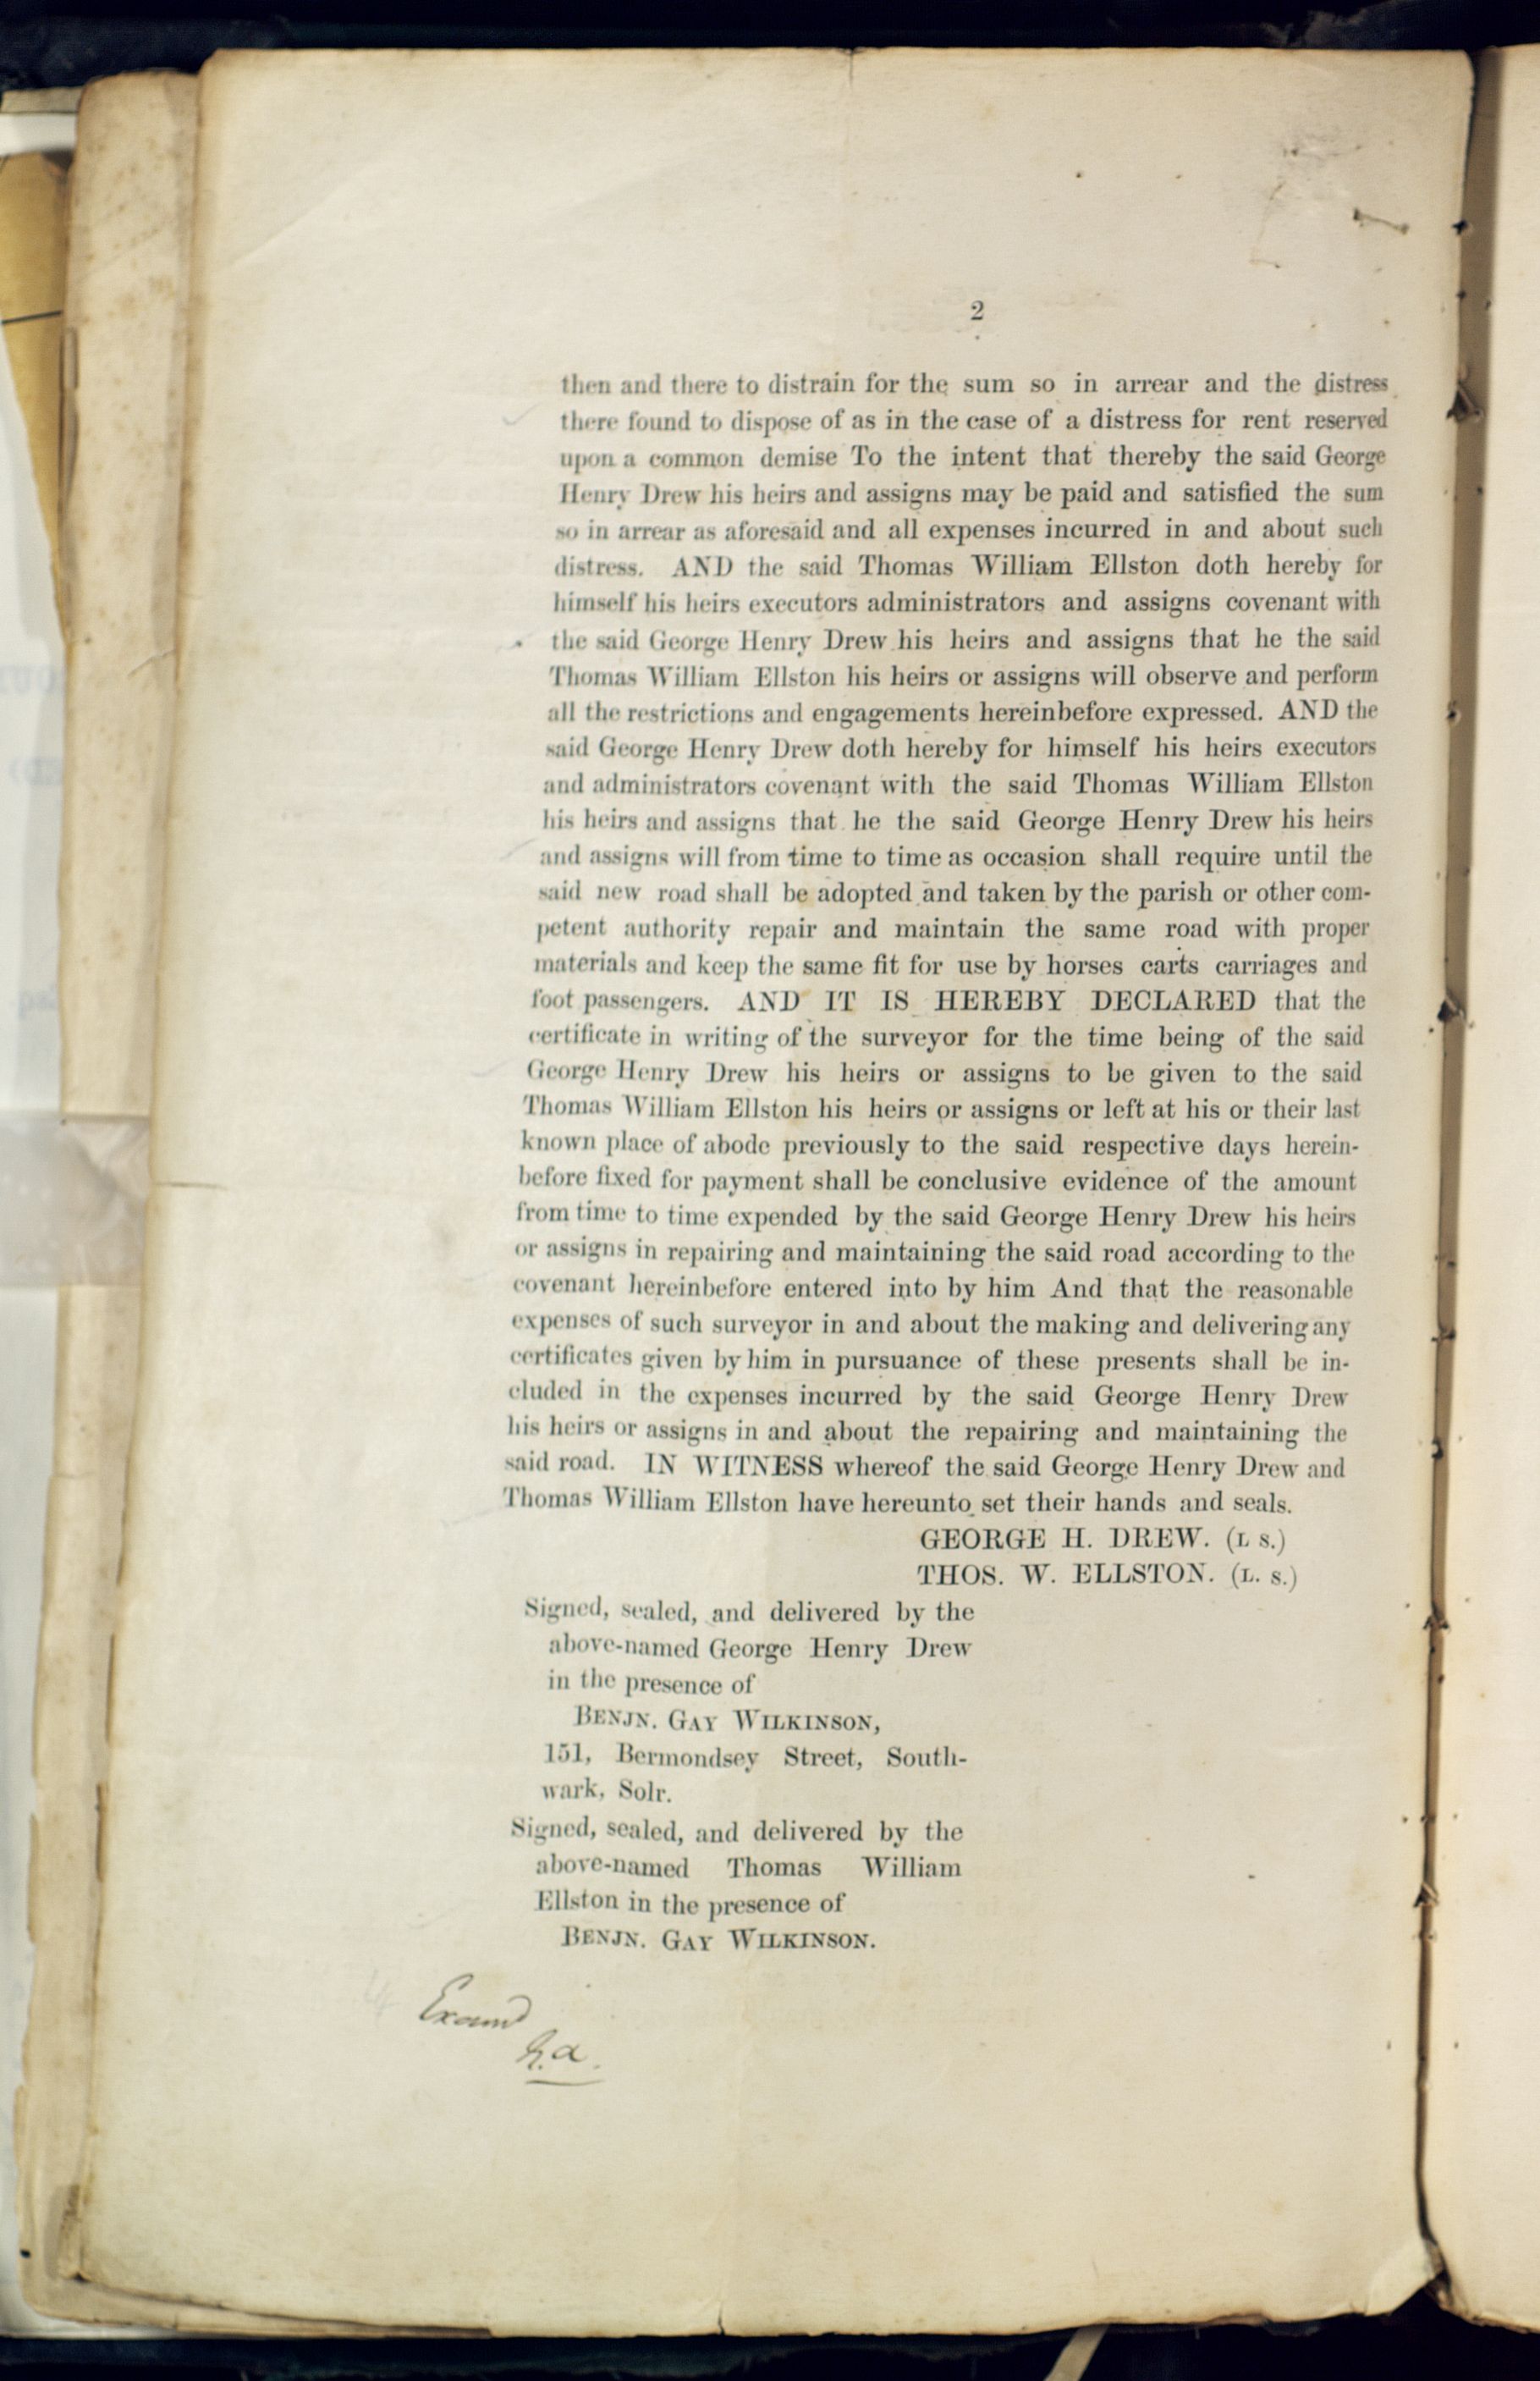 2
then and there to distrain for the sum so in arrear and the distress
there found to dispose of as in the case of a distress for rent reserved
upon a common demise To the intent that thereby the said George
Henry Drew his heirs and assigns may be paid and satisfied the sum
so in arrear as aforesaid and all expenses incurred in and about such
distress. AND the said Thomas William Ellston doth hereby for
himself his heirs executors administrators and assigns covenant with
the said George Henry Drew his heirs and assigns that he the said
Thomas William Ellston his heirs or assigns will observe and perform
all the restrictions and engagements hereinbefore expressed. AND the
said George Henry Drew doth hereby for himself his heirs executors
and administrators covenant with the said Thomas William Ellston
his heirs and assigns that he the said George Henry Drew his heirs
and assigns will from time to time as occasion shall require until the
said new road shall be adopted and taken by the parish or other com-
petent authority repair and maintain the same road with proper
materials and keep the same fit for use by horses carts carriages and
foot passengers. AND IT IS HEREBY DECLARED that the
certificate in writing of the surveyor for the time being of the said
George Henry Drew his heirs or assigns to be given to the said
Thomas William Ellston his heirs or assigns or left at his or their last
known place of abode previously to the said respective days herein-
before fixed for payment shall be conclusive evidence of the amount
from time to time expended by the said George Henry Drew his heirs
or assigns in repairing and maintaining the said road according to the
covenant hereinbefore entered into by him And that the reasonable
expenses of such surveyor in and about the making and delivering any
certificates given by him in pursuance of these presents shall be in-
cluded in the expenses incurred by the said George Henry Drew
his heirs or assigns in and about the repairing and maintaining the
said road. IN WITNESS whereof the said George Henry Drew and
Thomas William Ellston have hereunto set their hands and seals.
GEORGE H. DREW. (L S.)
THOS. W. ELLSTON. (L. S.)
Signed, sealed, and delivered by the
above-named George Henry Drew
in the presence of
BENJN. GAY WILKINSON,
151, Bermondsey Street, South-
wark, Solr.
Signed, sealed, and delivered by the
above-named Thomas William
Ellston in the presence of
BENJN. GAY WILKINSON.
Examd